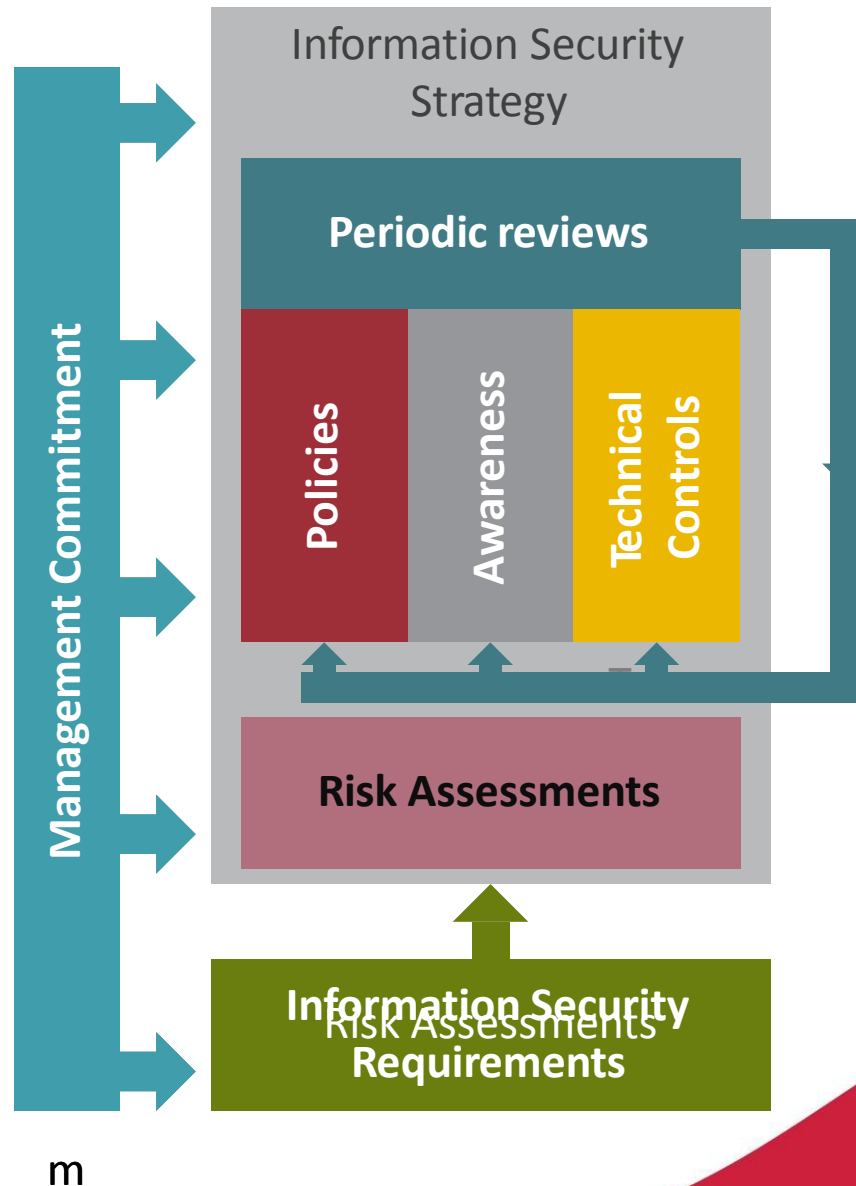 Information Security
Strategy
Management Commitment
Periodic reviews
Policies
Awareness
Technical
Controls
Risk Assessments
Information Security
Risk Assessments
Requirements
m